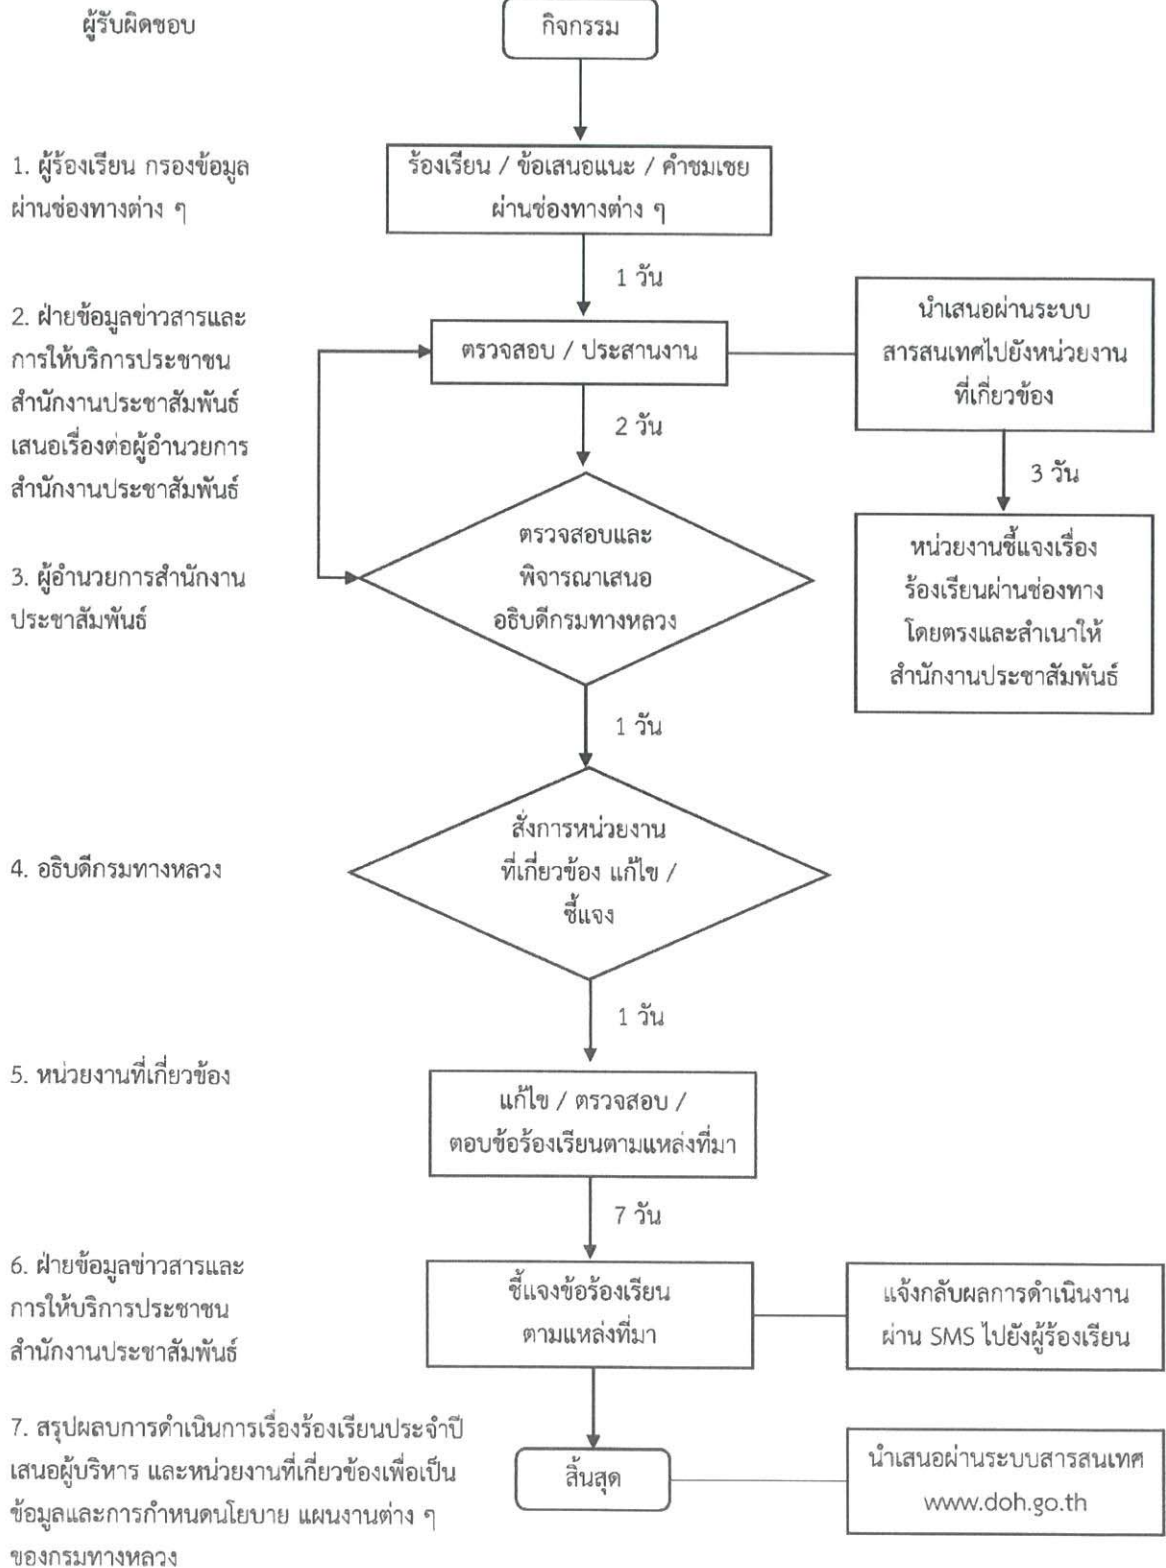 ผู้รับผิดชอบ
กิจกรรม
1. ผู้ร้องเรียน กรองข้อมูล
ผ่านช่องทางต่าง ๆ
ร้องเรียน / ข้อเสนอแนะ / คำชมเชย
ผ่านช่องทางต่าง ๆ
1 วัน
2. ฝ่ายข้อมูลข่าวสารและ
การให้บริการประชาชน
สำนักงานประชาสัมพันธ์
เสนอเรื่องต่อผู้อำนวยการ
สำนักงานประชาสัมพันธ์
ตรวจสอบ / ประสานงาน
นำเสนอผ่านระบบ
สารสนเทศไปยังหน่วยงาน
ที่เกี่ยวข้อง
2 วัน
3 วัน
3. ผู้อำนวยการสำนักงาน
ประชาสัมพันธ์
ตรวจสอบและ
พิจารณาเสนอ
อธิบดีกรมทางหลวง
หน่วยงานชี้แจงเรื่อง
ร้องเรียนผ่านช่องทาง
โดยตรงและสำเนาให้
สำนักงานประชาสัมพันธ์
1 วัน
4. อธิบดีกรมทางหลวง
สั่งการหน่วยงาน
ที่เกี่ยวข้อง แก้ไข /
ชี้แจง
1 วัน
5. หน่วยงานที่เกี่ยวข้อง
แก้ไข / ตรวจสอบ /
ตอบข้อร้องเรียนตามแหล่งที่มา
7 วัน
6. ฝ่ายข้อมูลข่าวสารและ
การให้บริการประชาชน
สำนักงานประชาสัมพันธ์
ชี้แจงข้อร้องเรียน
ตามแหล่งที่มา
แจ้งกลับผลการดำเนินงาน
ผ่าน SMS ไปยังผู้ร้องเรียน
7. สรุปผลบการดำเนินการเรื่องร้องเรียนประจำปี
เสนอผู้บริหาร และหน่วยงานที่เกี่ยวข้องเพื่อเป็น
ข้อมูลและการกำหนดนโยบาย แผนงานต่าง ๆ
ของกรมทางหลวง
สิ้นสุด
นำเสนอผ่านระบบสารสนเทศ
www.doh.go.th